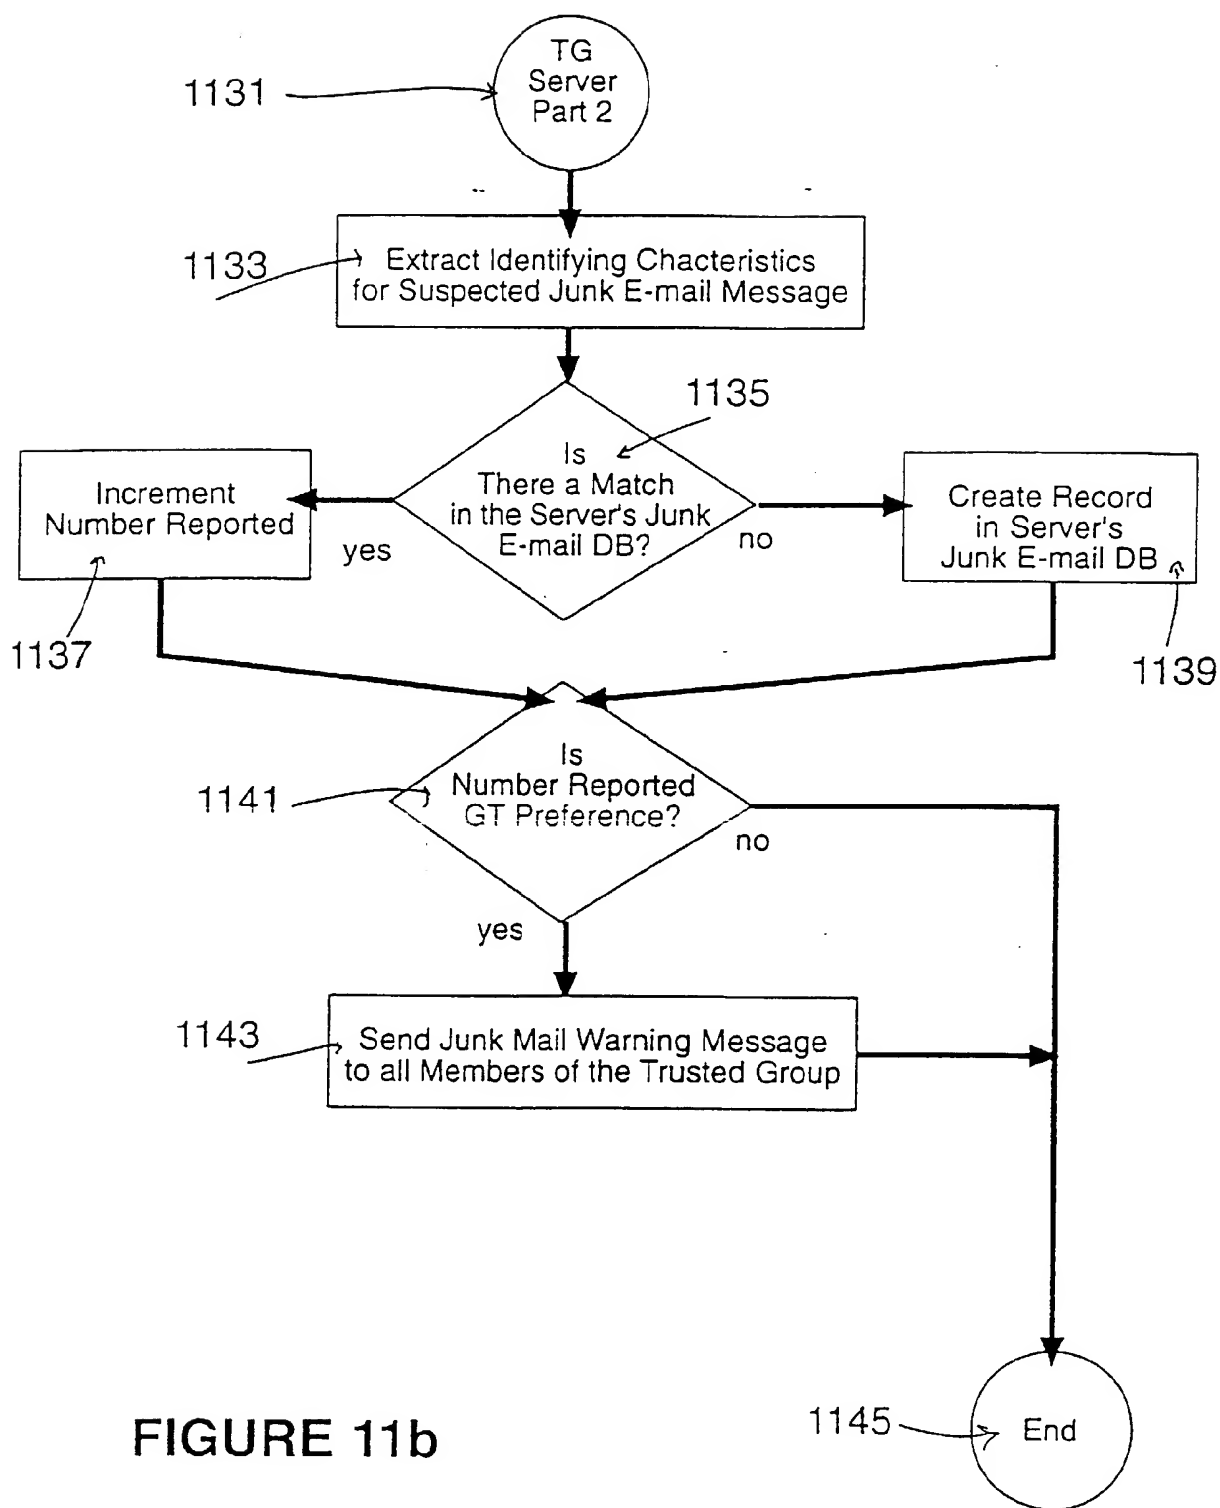 TG
Server
Part 2
1131
1133
Extract Identifying Chacteristics
for Suspected Junk E-mail Message
1135
Is
There a Match
in the Server's Junk
E-mail DB?
yes
no
Increment
Number Reported
1137
Create Record
in Server's
Junk E-mail DB
1139
Is
Number Reported
GT Preference?
1141
no
yes
1143
Send Junk Mail Warning Message
to all Members of the Trusted Group
1145
End
FIGURE 11b